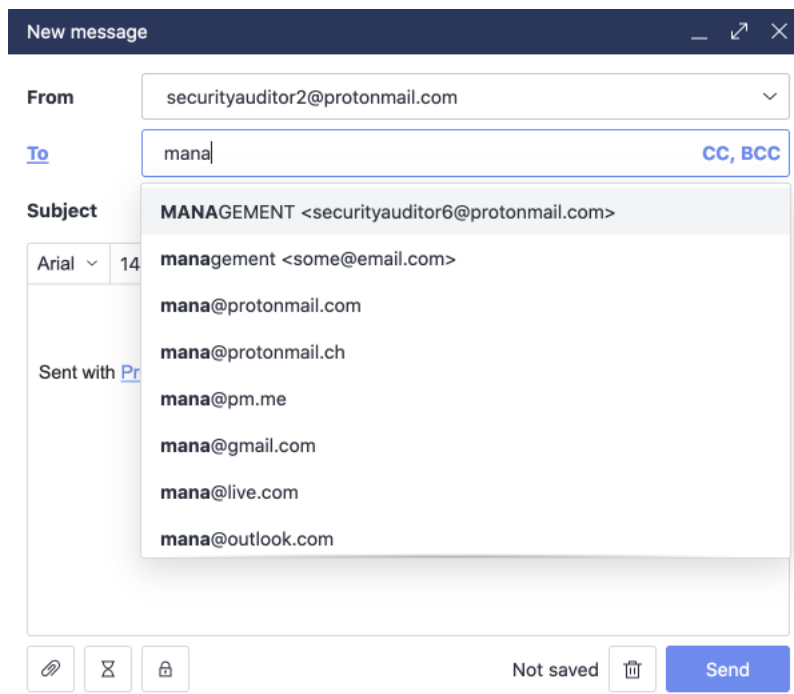 New message
From securityauditor2@protonmail.com
To mana CC, BCC
Subject
MANAGEMENT <securityauditor6@protonmail.com>
management <some@email.com>
Arial 14
mana@protonmail.com
mana@protonmail.ch
Sent with Pr
mana@pm.me
mana@gmail.com
mana@live.com
mana@outlook.com
Not saved Send